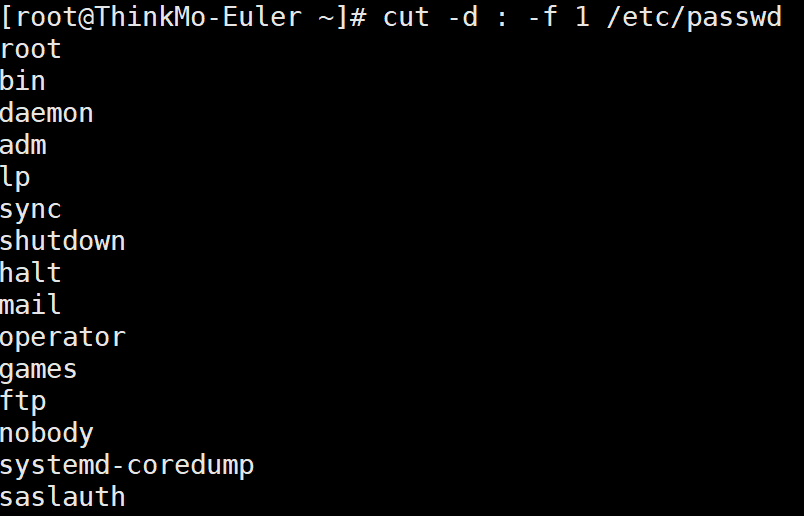 [root@ThinkMo-Euler ~]# cut -d : -f 1 /etc/passwd
root
bin
daemon
adm
lp
sync
shutdown
halt
mail
operator
games
ftp
nobody
systemd-coredump
saslauth